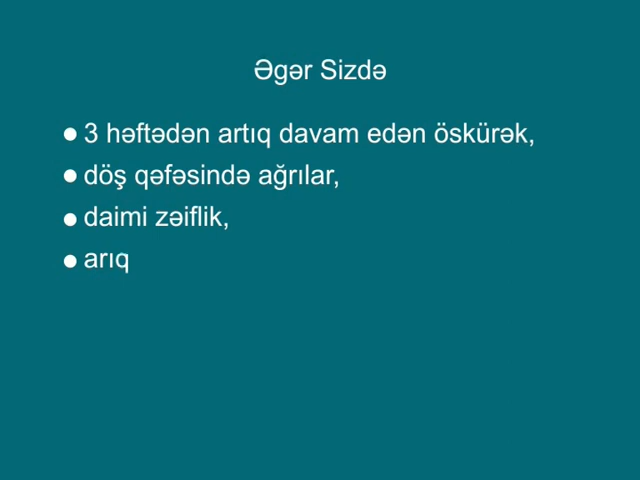 Əgər Sizdə
● 3 həftədən artıq davam edən öskürək,
● döş qəfəsində ağrılar,
● daimi zəiflik,
● arıq